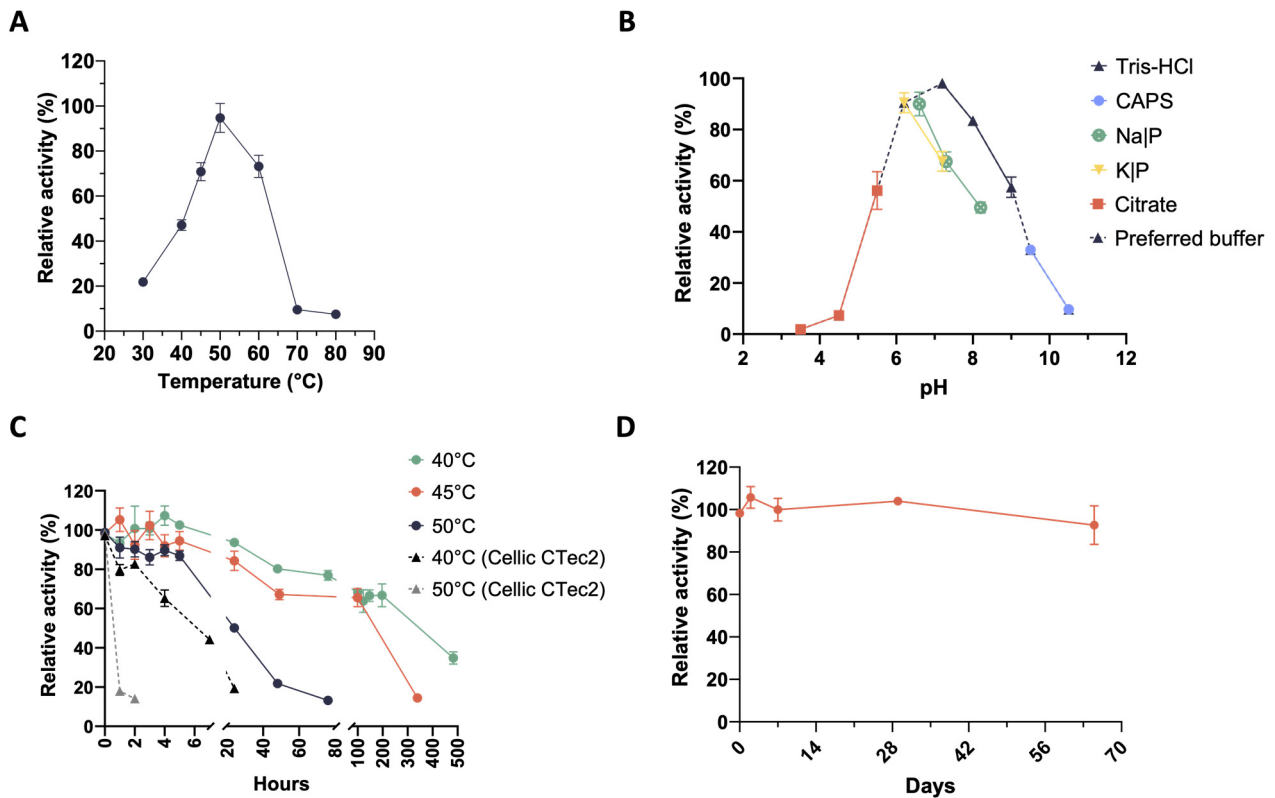 A
120
100
80
60
40
20
0
Relative activity (%)
20 30 40 50 60 70 80 90
Temperature (°C)
B
100
80
60
40
20
0
Relative activity (%)
2 4 6 8 10 12
pH
Tris-HCl
CAPS
Na|P
K|P
Citrate
Preferred buffer
C
120
100
80
60
40
20
0
Relative activity (%)
0 2 4 6 20 40 60 80 100 200 300 400 500
Hours
40°C
45°C
50°C
40°C (Cellic CTec2)
50°C (Cellic CTec2)
D
120
100
80
60
40
20
0
Relative activity (%)
0 14 28 42 56 70
Days